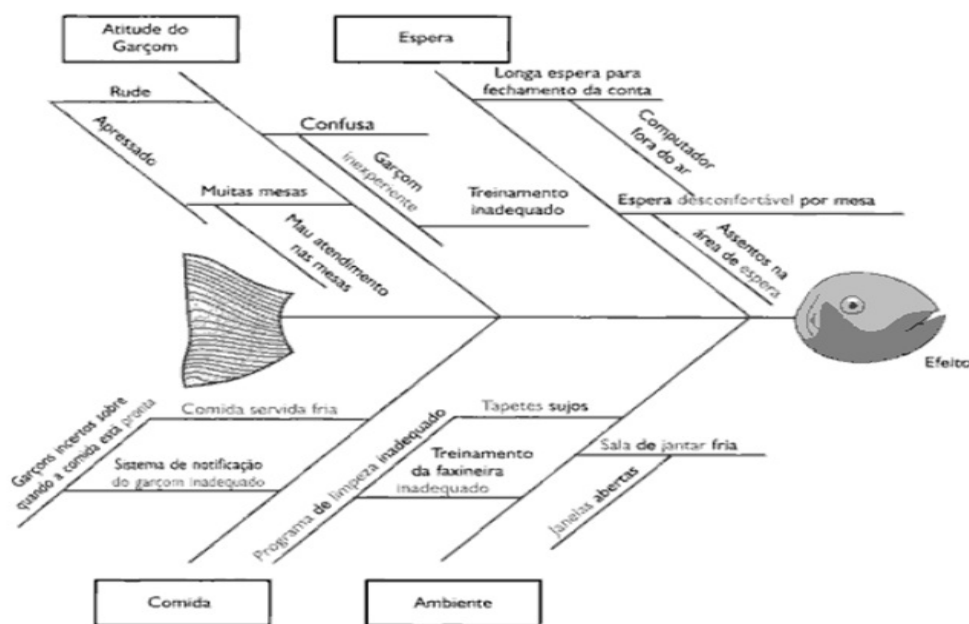 Atitude do
Garçom
Espera
Rude
Apressado
Confusa
Garçom
inexperiente
Treinamento
inadequado
Muitas mesas
Mau atendimento
nas mesas
Longa espera para
fechamento da conta
Computador
fora do ar
Espera desconfortável por mesa
Assentos na
área de espera
Efeito
Garçons incertos sobre
quando a comida está pronta
Comida servida fria
Sistema de notificação
do garçom inadequado
Programa de limpeza inadequado
Tapetes sujos
Treinamento
da faxineira
inadequado
Sala de jantar fria
Janelas abertas
Comida
Ambiente